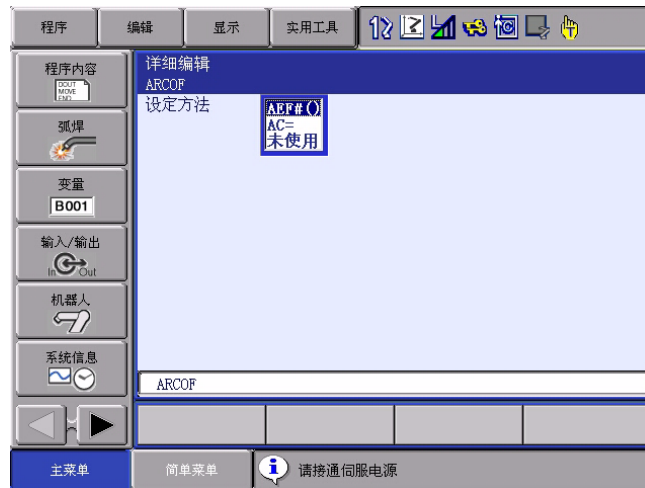 程序 编辑 显示 实用工具
程序内容
DOUT
MOVE
END
弧焊
变量
B001
输入/输出
In Out
机器人
系统信息
详细编辑
ARCOF
设定方法
AEF#()
AC=
未使用
ARCOF
主菜单 简单菜单 请接通伺服电源